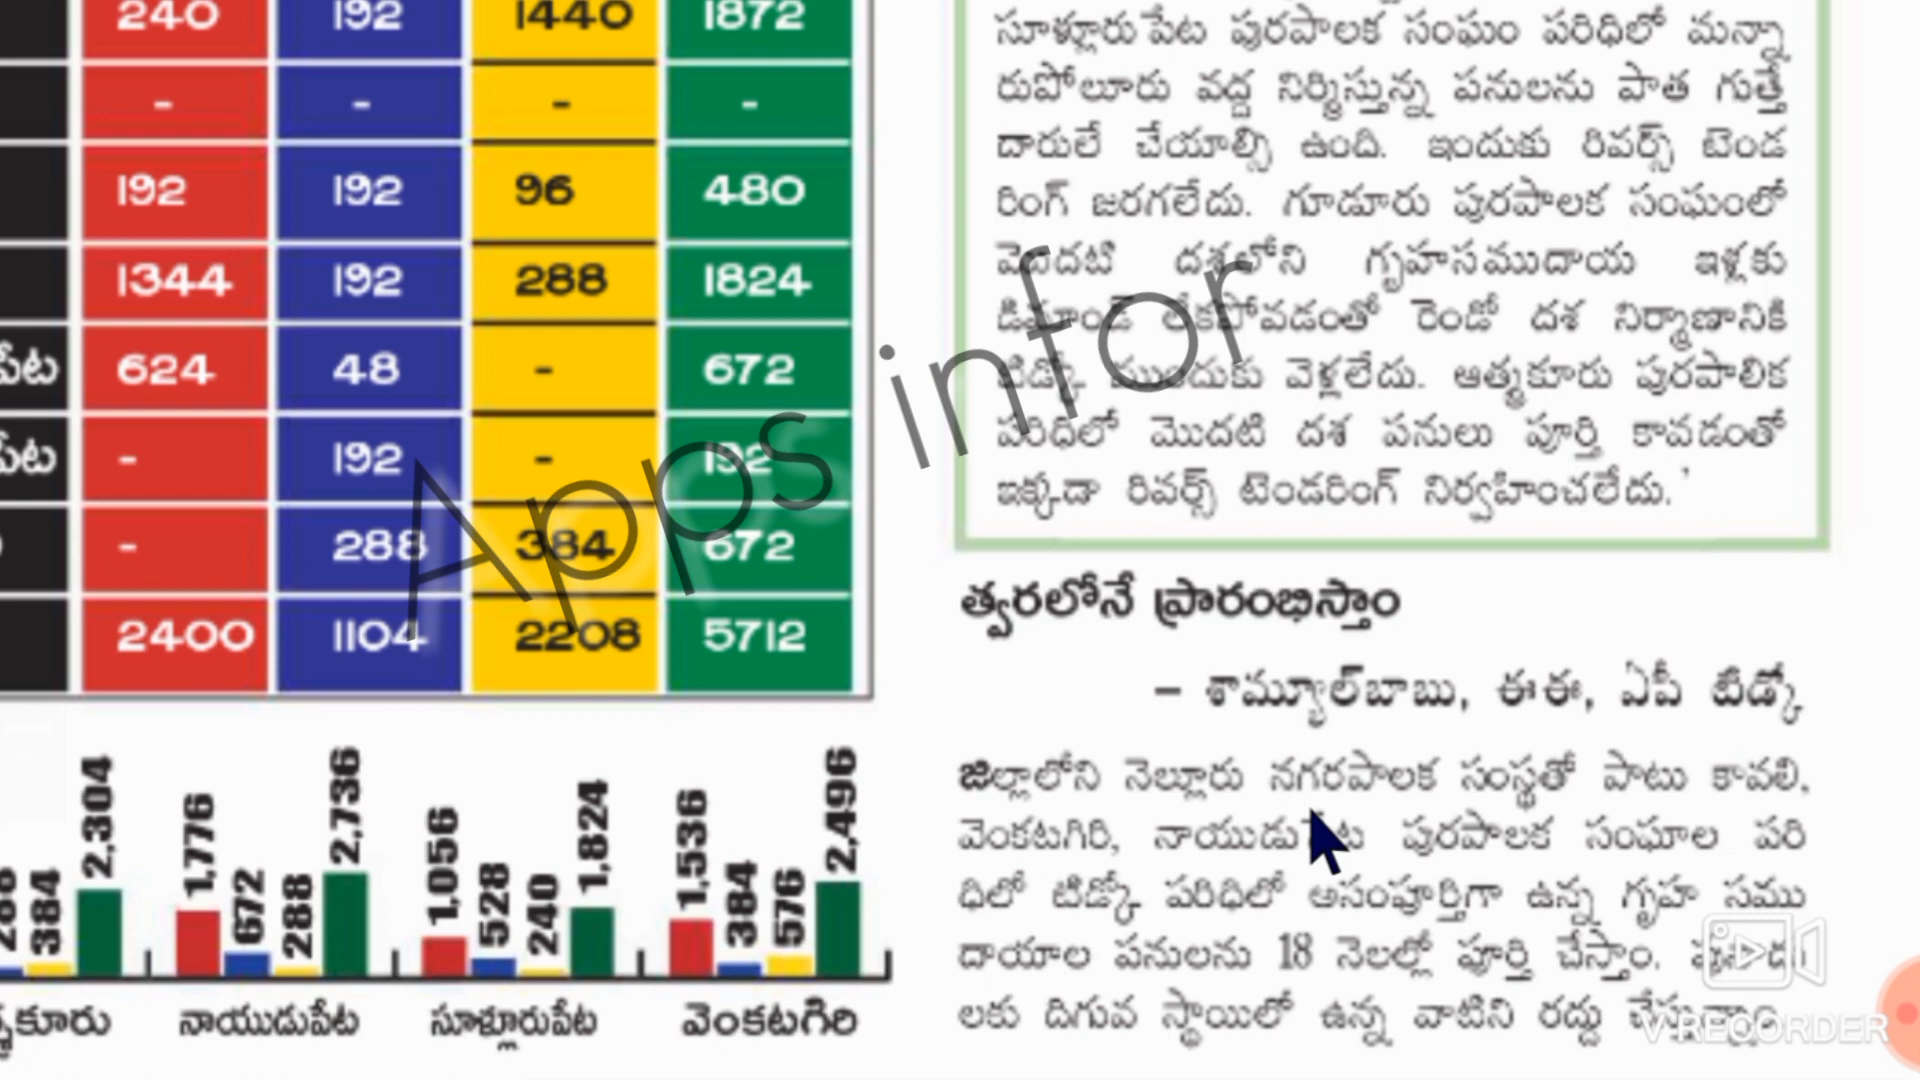 240 192 1440 1872
- - - -
192 192 96 480
1344 192 288 1824
పేట 624 48 - 672
పేట - 192 - 192
- 288 384 672
2400 1104 2208 5712
384 2,304 1,776 672 288 2,736 1,056 528 240 1,824 1,536 384 576 2,496
నాయుడుపేట సూళ్లూరుపేట వెంకటగిరి
సూళ్లూరుపేట పురపాలక సంఘం పరిధిలో మన్నా
రుపోలూరు వద్ద నిర్మిస్తున్న పనులను పాత గుత్తే
దారులే చేయాల్సి ఉంది. ఇందుకు రివర్స్ టెండ
రింగ్ జరగలేదు. గూడూరు పురపాలక సంఘంలో
మొదటి దశలోని గృహసముదాయ ఇళ్లకు
డిమాండ్ లేకపోవడంతో రెండో దశ నిర్మాణానికి
టిడ్కో ముందుకు వెళ్లలేదు. ఆత్మకూరు పురపాలిక
పరిధిలో మొదటి దశ పనులు పూర్తి కావడంతో
ఇక్కడా రివర్స్ టెండరింగ్ నిర్వహించలేదు.'
త్వరలోనే ప్రారంభిస్తాం
– శామ్యూల్‌బాబు, ఈఈ, ఏపీ టిడ్కో
జిల్లాలోని నెల్లూరు నగరపాలక సంస్థతో పాటు కావలి,
వెంకటగిరి, నాయుడుపేట పురపాలక సంఘాల పరి
ధిలో టిడ్కో పరిధిలో అసంపూర్తిగా ఉన్న గృహ సము
దాయాల పనులను 18 నెలల్లో పూర్తి చేస్తాం.
లకు దిగువ స్థాయిలో ఉన్న వాటిని రద్దు చేస్తున్నాం
Apps infor
V RECORDER